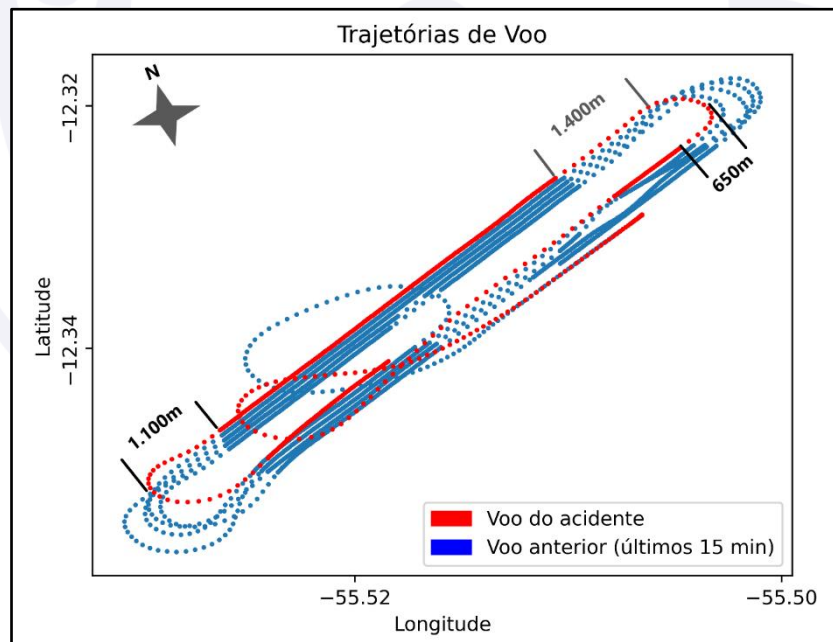 Trajetórias de Voo
N
−12.32
1.400m
650m
Latitude
−12.34
1.100m
Voo do acidente
Voo anterior (últimos 15 min)
−55.52
−55.50
Longitude